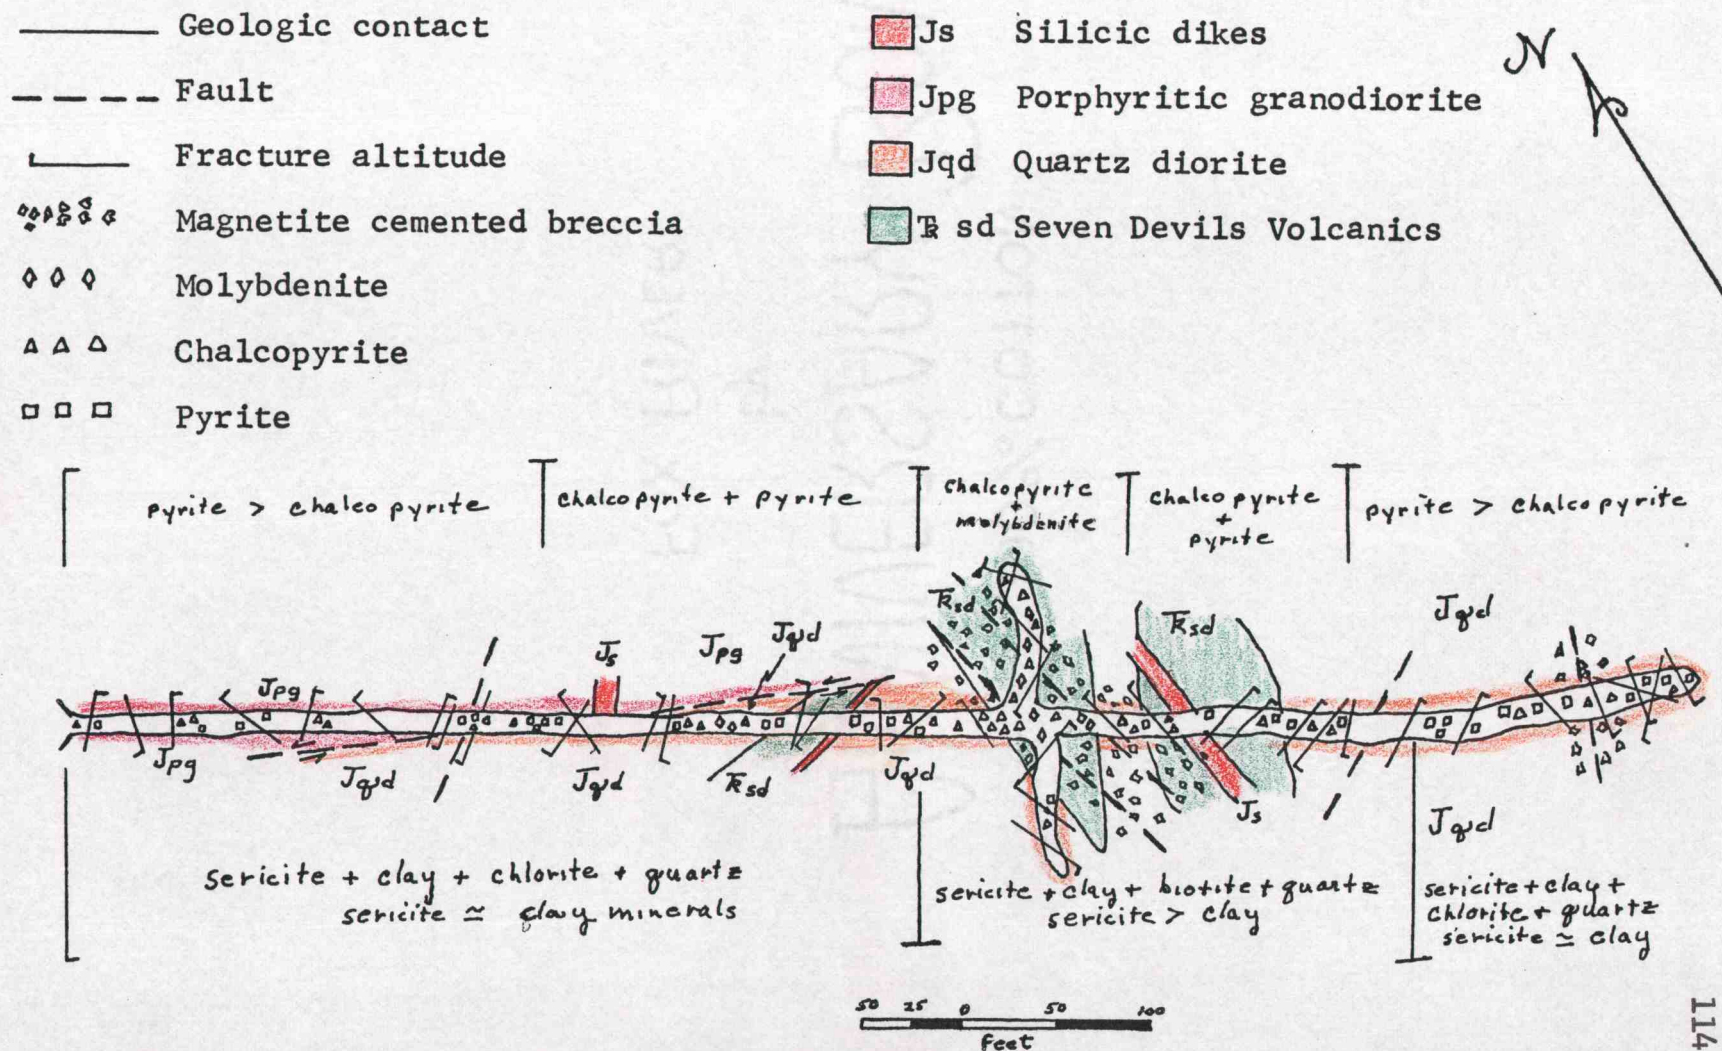 Geologic contact
Fault
Fracture altitude
Magnetite cemented breccia
Molybdenite
Chalcopyrite
Pyrite
Js Silicic dikes
Jpg Porphyritic granodiorite
Jqd Quartz diorite
Ŧ sd Seven Devils Volcanics
N
pyrite > chalcopyrite
chalcopyrite + pyrite
chalcopyrite
+
molybdenite
chalcopyrite
+
pyrite
pyrite > chalcopyrite
Jpg
Js
Jpg
Jqd
Ŧsd
Ŧsd
Jqd
Jpg
Jqd
Jqd
Ŧsd
Jqd
Js
Jqd
sericite + clay + chlorite + quartz
sericite ≃ clay minerals
sericite + clay + biotite + quartz
sericite > clay
sericite + clay +
chlorite + quartz
sericite ≃ clay
50 25 0 50 100
feet
114